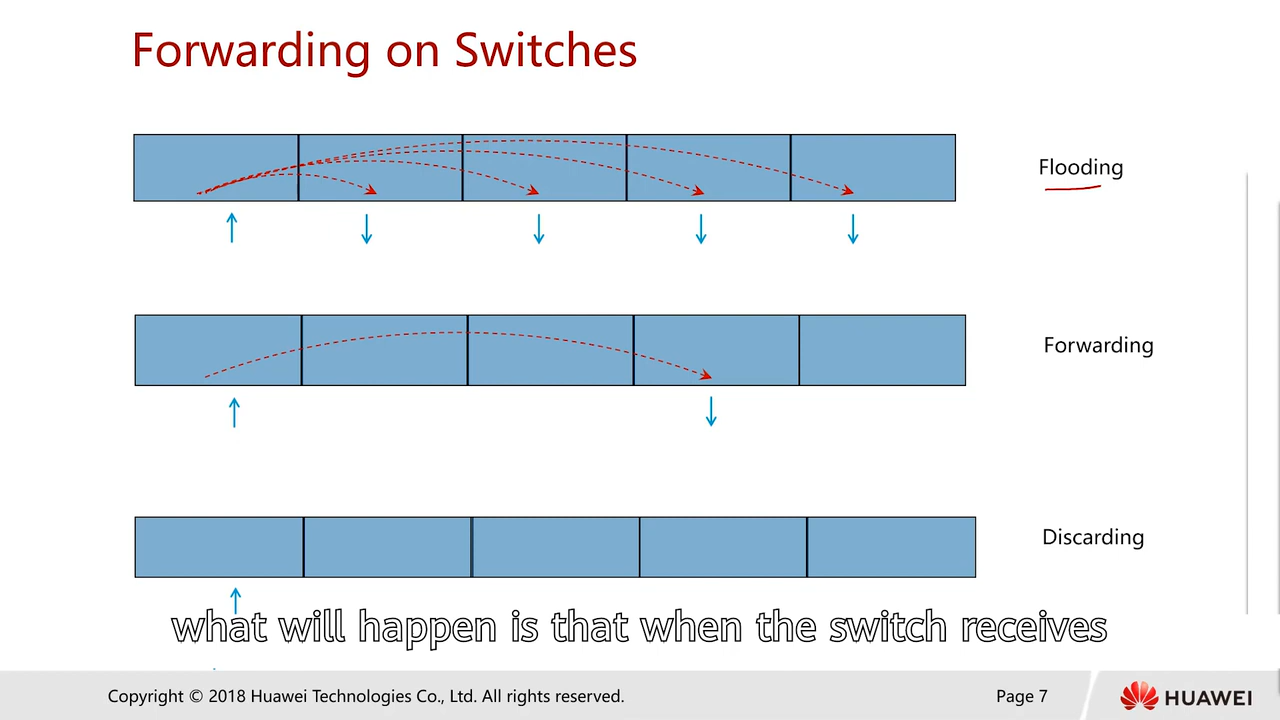 Forwarding on Switches
Flooding
Forwarding
Discarding
what will happen is that when the switch receives
Copyright © 2018 Huawei Technologies Co., Ltd. All rights reserved.
Page 7
HUAWEI